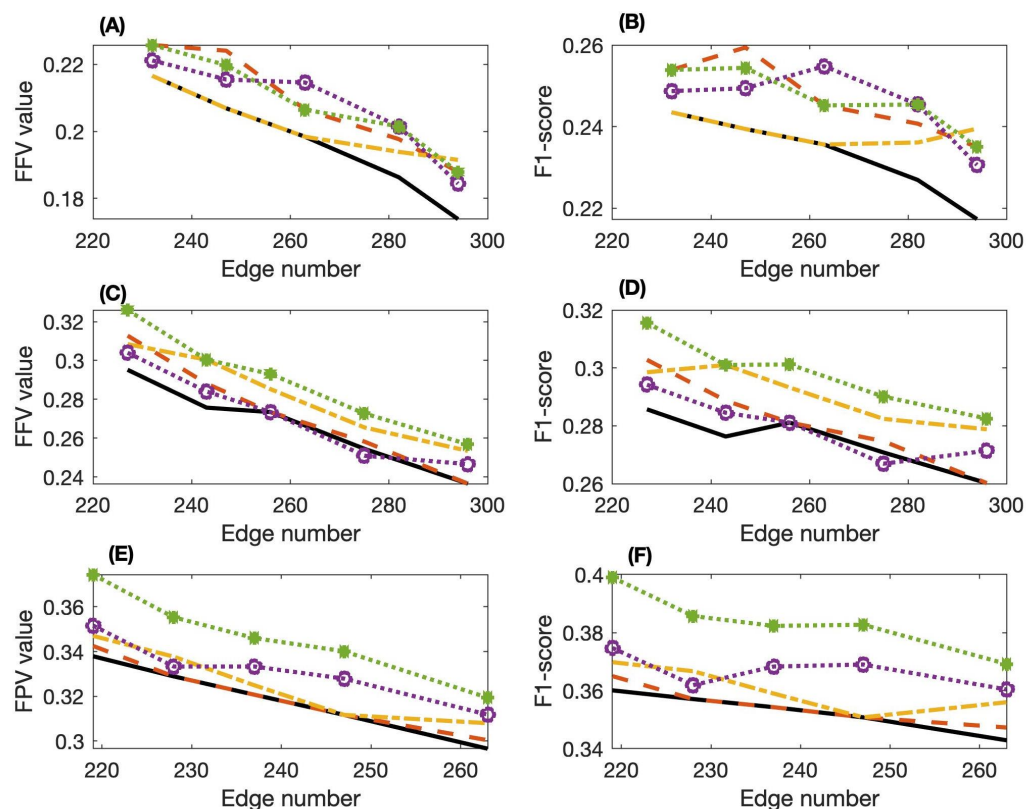 (A)
FFV value
0.22
0.2
0.18
220 240 260 280 300
Edge number
(B)
F1-score
0.26
0.24
0.22
220 240 260 280 300
Edge number
(C)
FFV value
0.32
0.3
0.28
0.26
0.24
220 240 260 280 300
Edge number
(D)
F1-score
0.32
0.3
0.28
0.26
220 240 260 280 300
Edge number
(E)
FPV value
0.36
0.34
0.32
0.3
220 230 240 250 260
Edge number
(F)
F1-score
0.4
0.38
0.36
0.34
220 230 240 250 260
Edge number